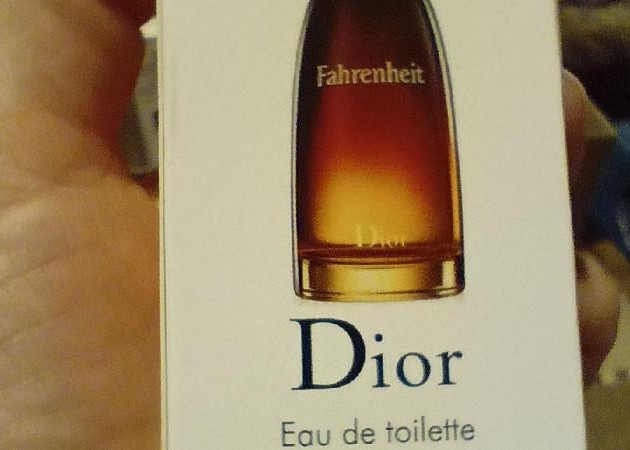 Fahrenheit
Dior
Dior
Eau de toilette